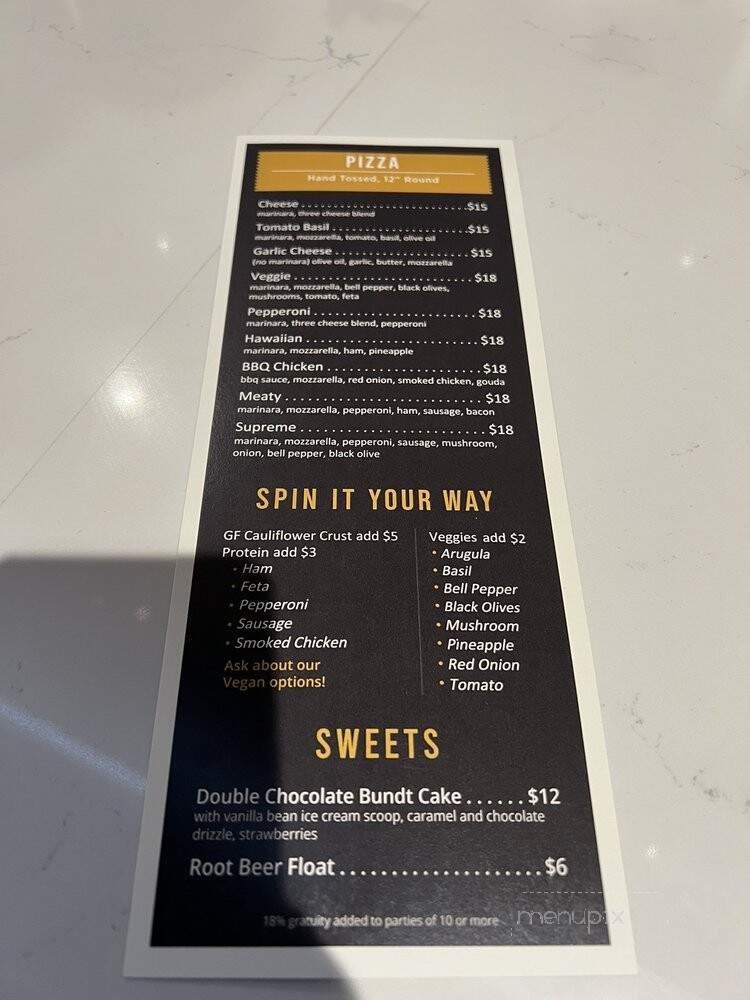 PIZZA
Hand Tossed, 12" Round
Cheese.........................$15
marinara, three cheese blend
Tomato Basil....................$15
marinara, mozzarella, tomato, basil, olive oil
Garlic Cheese....................$15
(no marinara) olive oil, garlic, butter, mozzarella
Veggie..........................$18
marinara, mozzarella, bell pepper, black olives,
mushrooms, tomato, feta
Pepperoni.......................$18
marinara, three cheese blend, pepperoni
Hawaiian........................$18
marinara, mozzarella, ham, pineapple
BBQ Chicken....................$18
bbq sauce, mozzarella, red onion, smoked chicken, gouda
Meaty..........................$18
marinara, mozzarella, pepperoni, ham, sausage, bacon
Supreme........................$18
marinara, mozzarella, pepperoni, sausage, mushroom,
onion, bell pepper, black olive
SPIN IT YOUR WAY
GF Cauliflower Crust add $5
Protein add $3
• Ham
• Feta
• Pepperoni
• Sausage
• Smoked Chicken
Ask about our
Vegan options!
Veggies add $2
• Arugula
• Basil
• Bell Pepper
• Black Olives
• Mushroom
• Pineapple
• Red Onion
• Tomato
SWEETS
Double Chocolate Bundt Cake......$12
with vanilla bean ice cream scoop, caramel and chocolate
drizzle, strawberries
Root Beer Float....................$6
18% gratuity added to parties of 10 or more
menupix